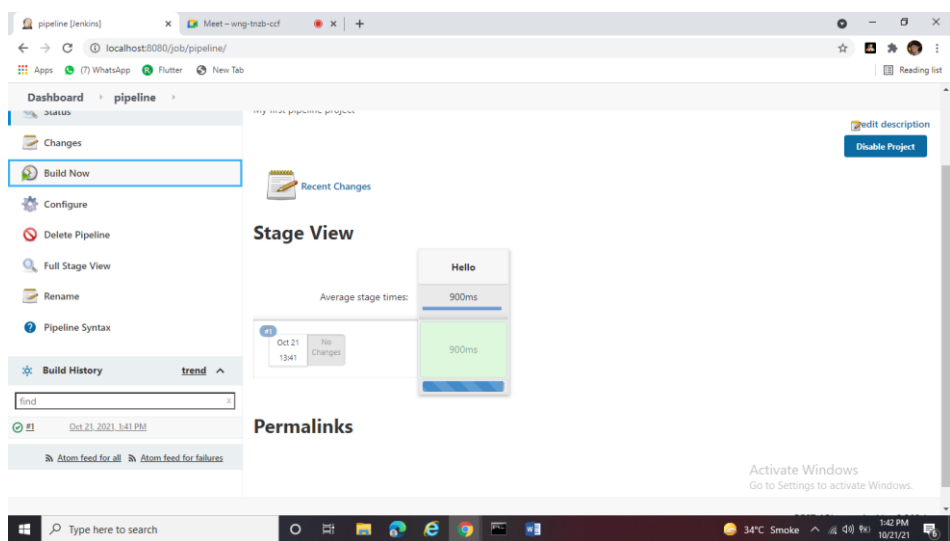 pipeline [Jenkins]
Meet – wng-tnzb-ccf
localhost:8080/job/pipeline/
Apps
(7) WhatsApp
Flutter
New Tab
Reading list
Dashboard
pipeline
Status
My first pipeline project
edit description
Disable Project
Changes
Build Now
Configure
Delete Pipeline
Full Stage View
Rename
Pipeline Syntax
Recent Changes
Stage View
Hello
Average stage times:
900ms
#1
Oct 21
13:41
No
Changes
900ms
Permalinks
Build History
trend
find
x
#1
Oct 21, 2021, 1:41 PM
Atom feed for all
Atom feed for failures
Activate Windows
Go to Settings to activate Windows.
Type here to search
34°C Smoke
1:42 PM
10/21/21
6